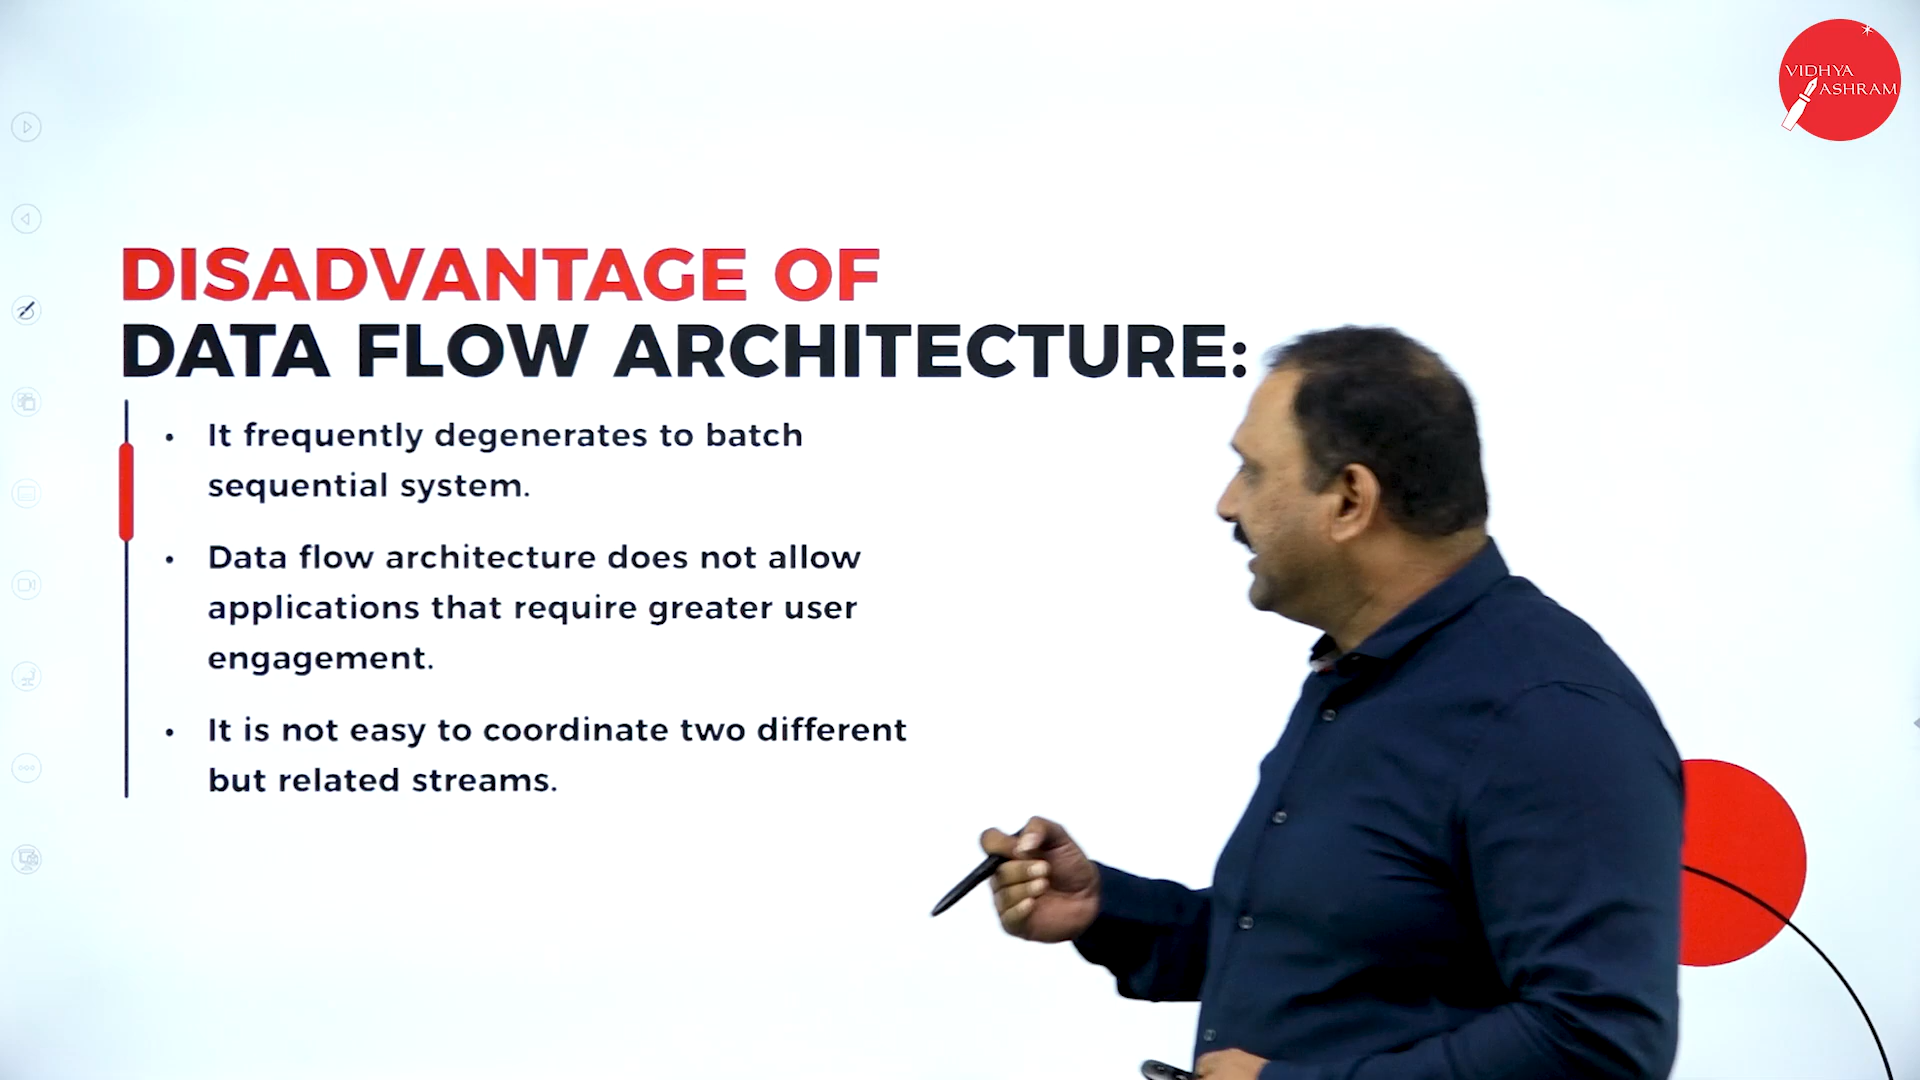 VIDHYA
ASHRAM
DISADVANTAGE OF
DATA FLOW ARCHITECTURE:
• It frequently degenerates to batch
sequential system.
• Data flow architecture does not allow
applications that require greater user
engagement.
• It is not easy to coordinate two different
but related streams.